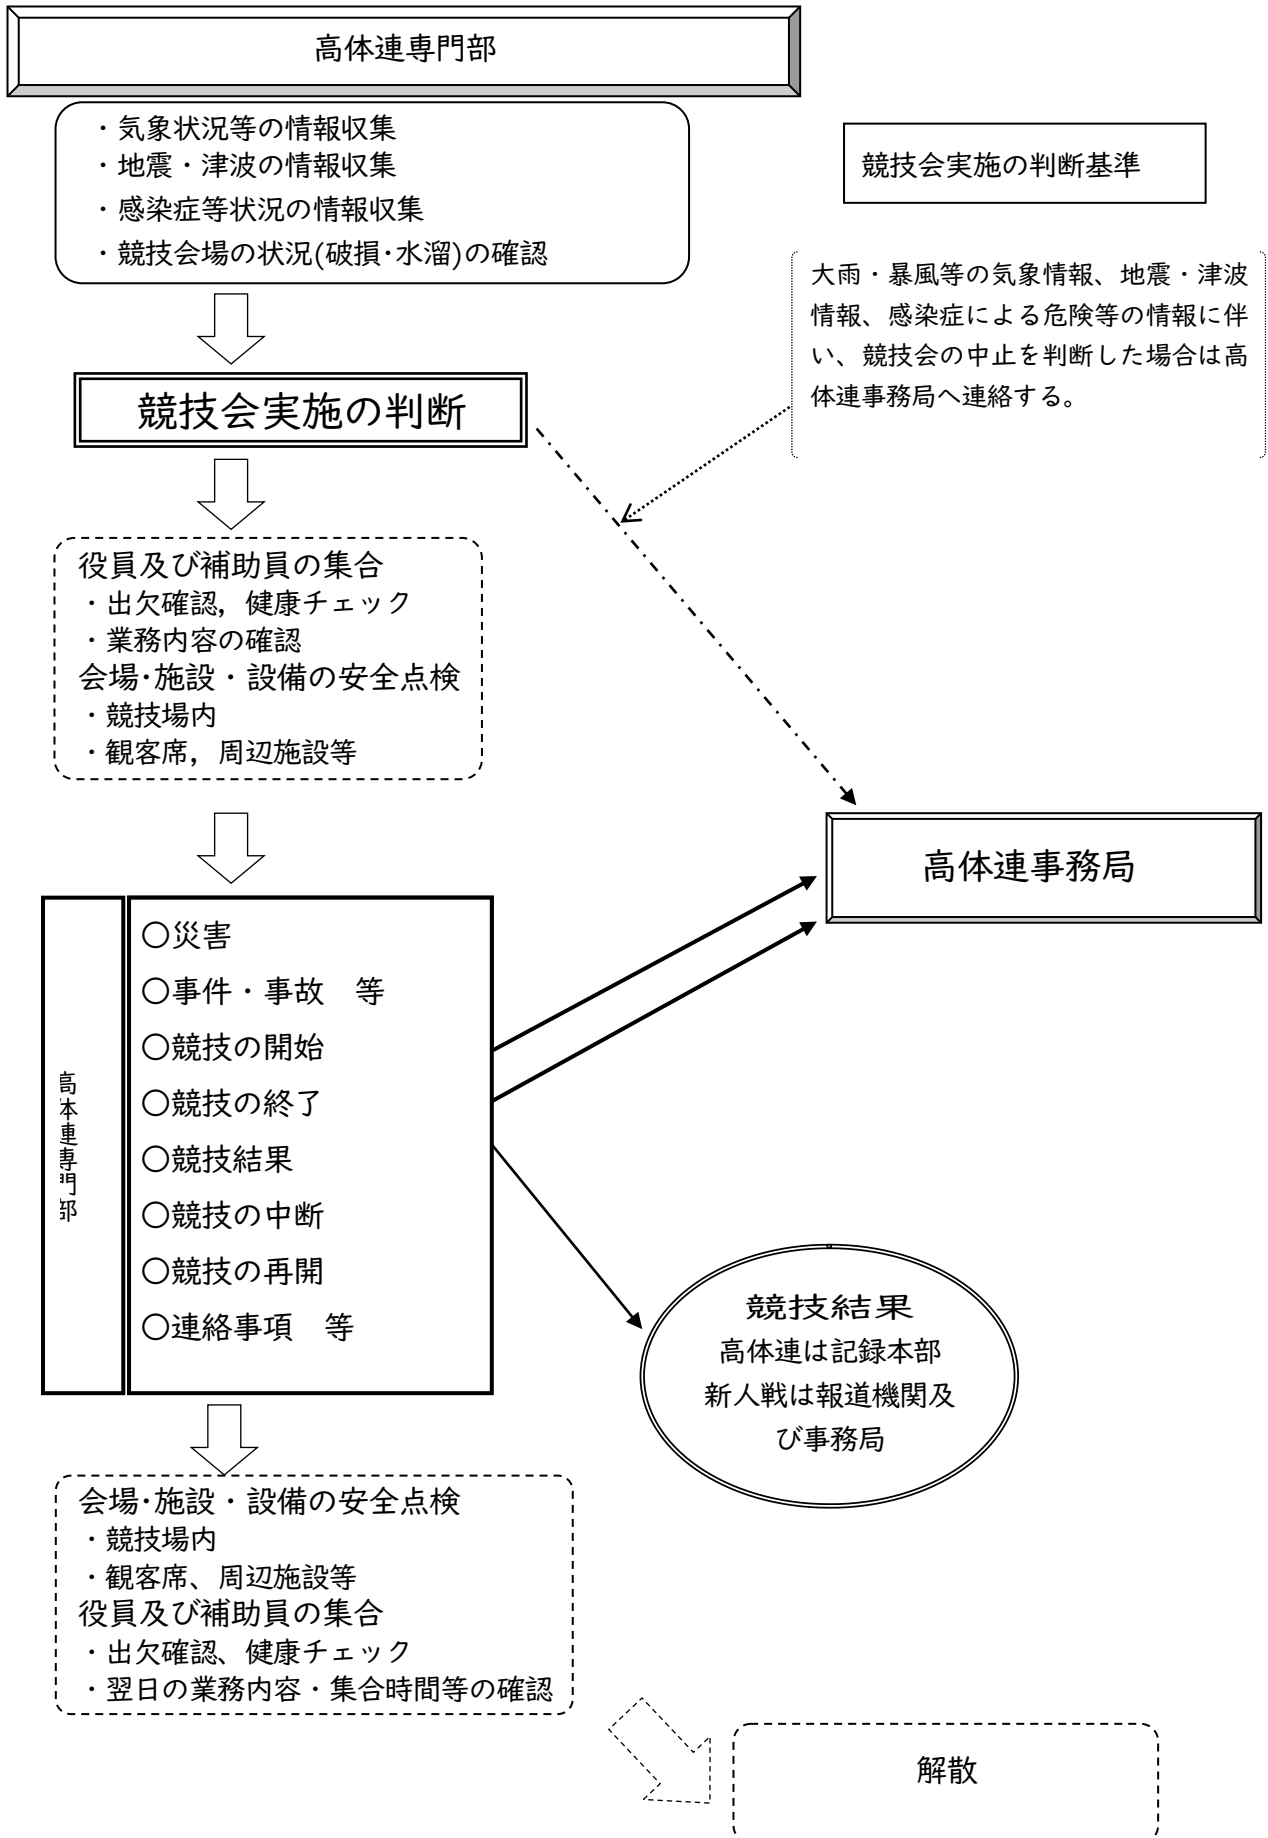 高体連専門部
・気象状況等の情報収集
・地震・津波の情報収集
・感染症等状況の情報収集
・競技会場の状況(破損・水溜)の確認
競技会実施の判断基準
大雨・暴風等の気象情報、地震・津波
情報、感染症による危険等の情報に伴
い、競技会の中止を判断した場合は高
体連事務局へ連絡する。
競技会実施の判断
役員及び補助員の集合
・出欠確認，健康チェック
・業務内容の確認
会場・施設・設備の安全点検
・競技場内
・観客席，周辺施設等
高体連事務局
高体連専門部
〇災害
〇事件・事故　等
〇競技の開始
〇競技の終了
〇競技結果
〇競技の中断
〇競技の再開
〇連絡事項　等
競技結果
高体連は記録本部
新人戦は報道機関及
び事務局
会場・施設・設備の安全点検
・競技場内
・観客席、周辺施設等
役員及び補助員の集合
・出欠確認、健康チェック
・翌日の業務内容・集合時間等の確認
解散